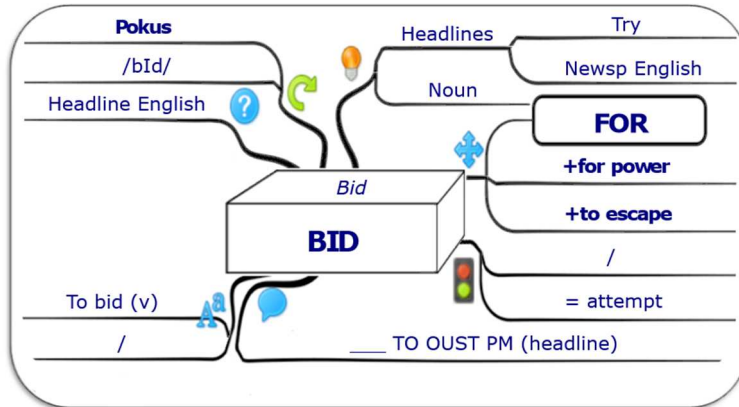 Pokus
/bId/
Headline English
Headlines
Try
Newsp English
Noun
FOR
+for power
+to escape
Bid
BID
/
= attempt
To bid (v)
/
Aa
___ TO OUST PM (headline)